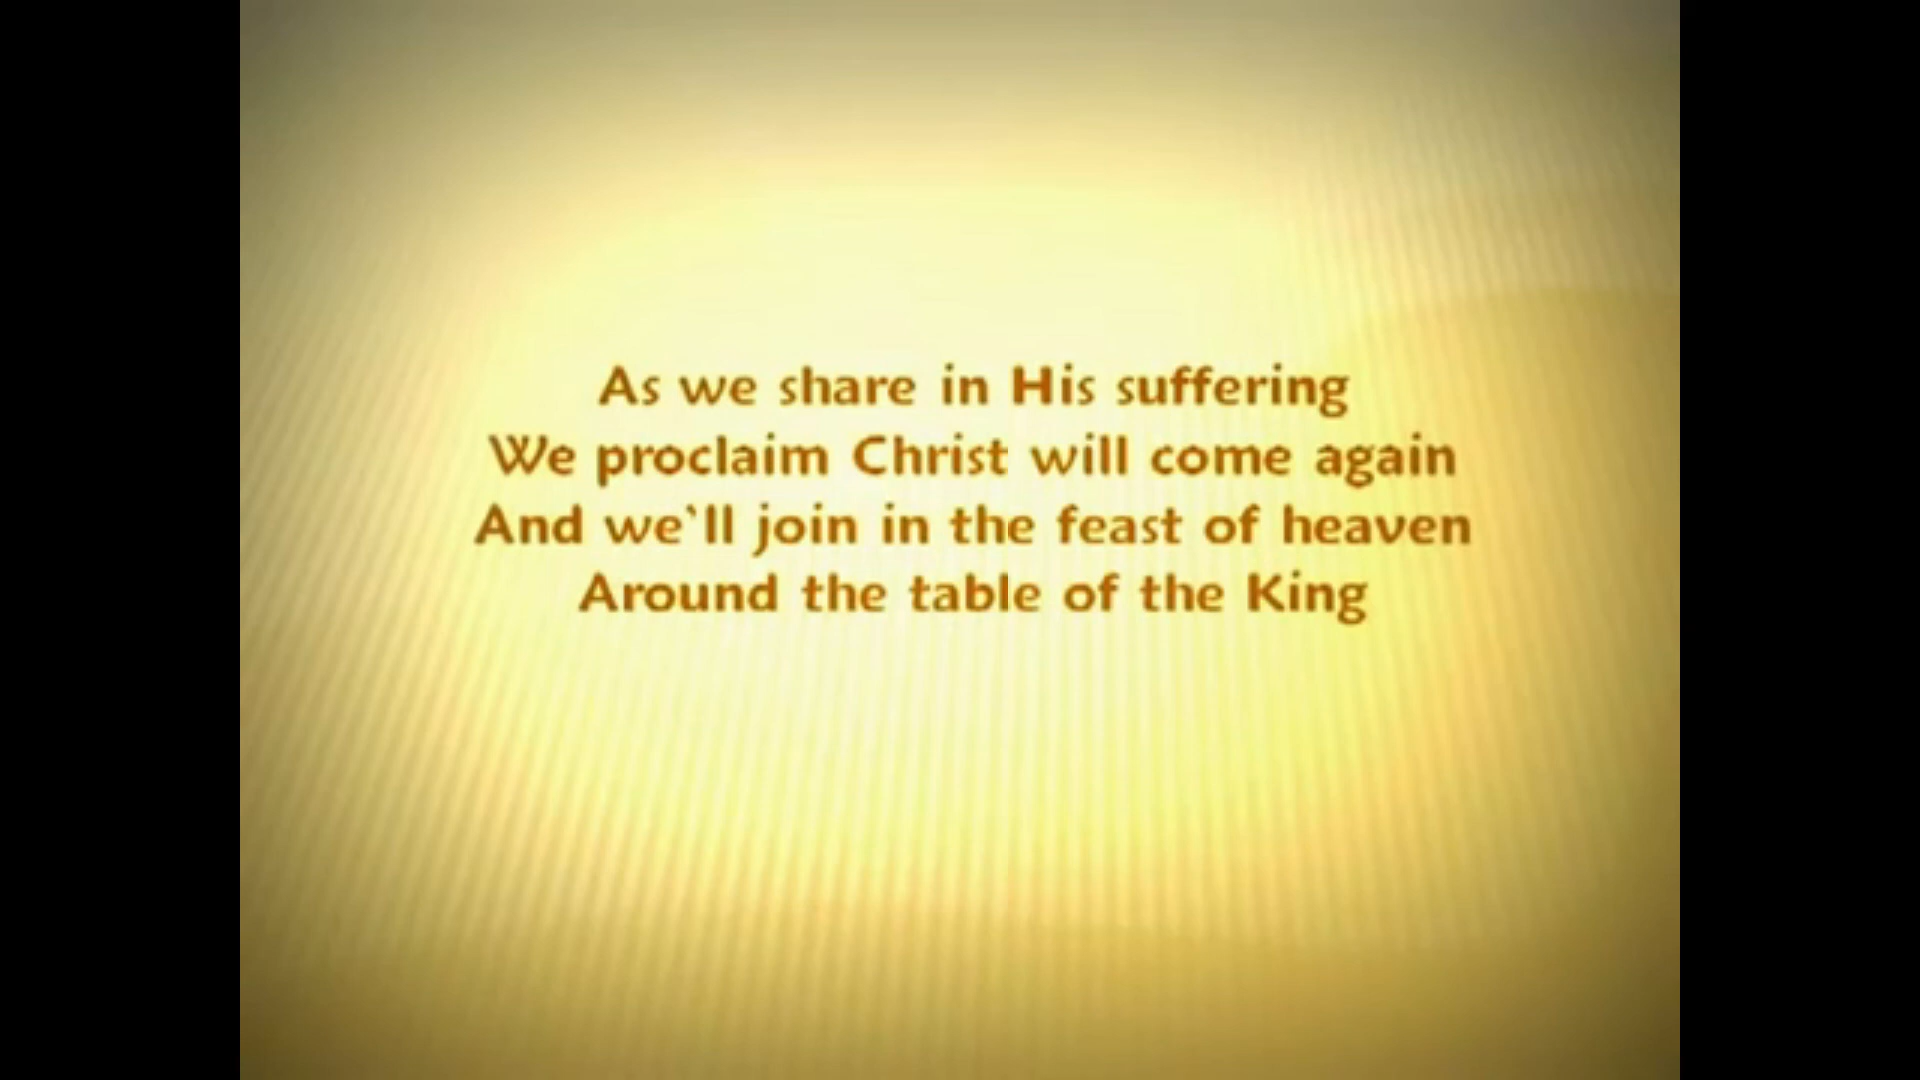 As we share in His suffering
We proclaim Christ will come again
And we`ll join in the feast of heaven
Around the table of the King